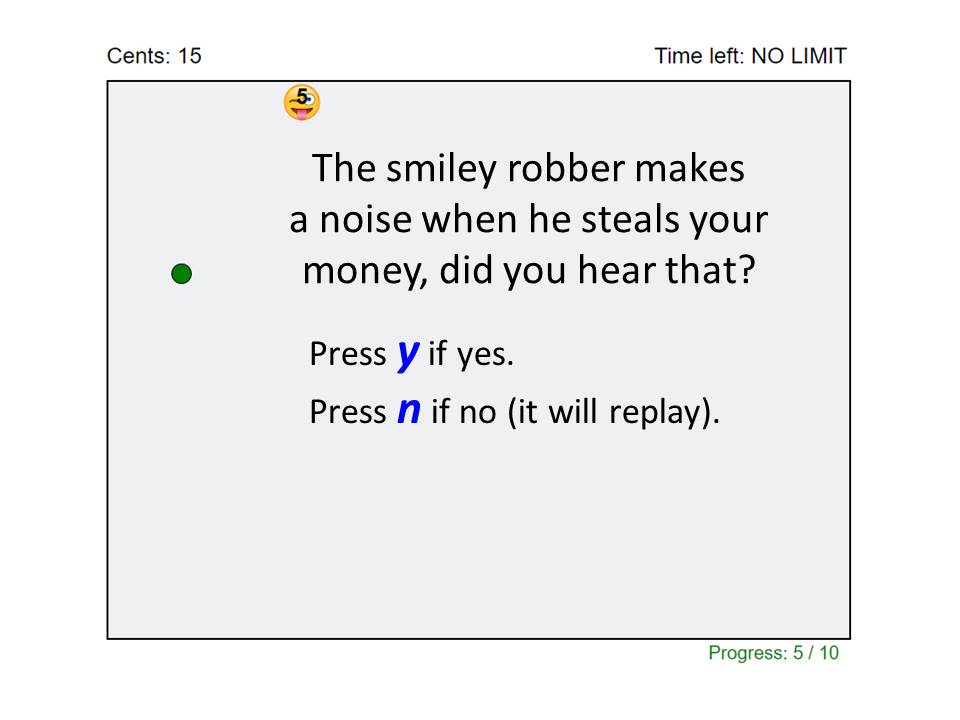 Cents: 15
Time left: NO LIMIT
5
The smiley robber makes
a noise when he steals your
money, did you hear that?
Press y if yes.
Press n if no (it will replay).
Progress: 5 / 10